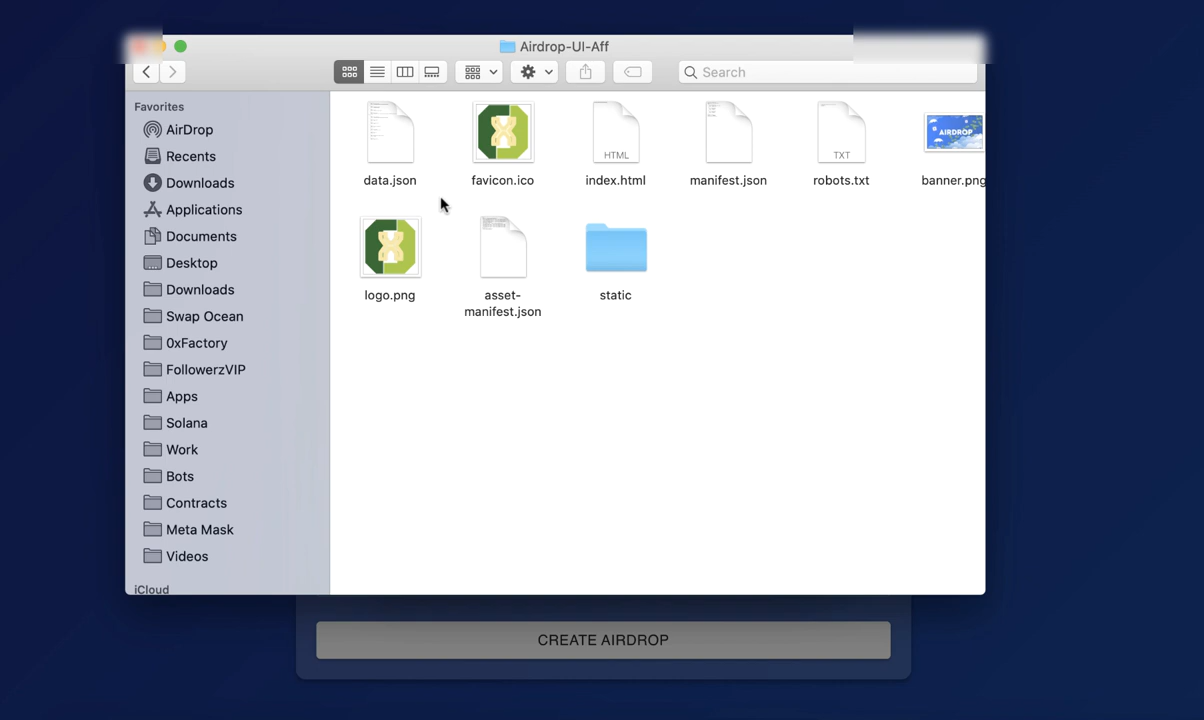 Airdrop-UI-Aff
Search
Favorites
AirDrop
Recents
Downloads
Applications
Documents
Desktop
Downloads
Swap Ocean
0xFactory
FollowerzVIP
Apps
Solana
Work
Bots
Contracts
Meta Mask
Videos
iCloud
HTML
TXT
AIRDROP
data.json
favicon.ico
index.html
manifest.json
robots.txt
banner.png
logo.png
asset-
manifest.json
static
CREATE AIRDROP